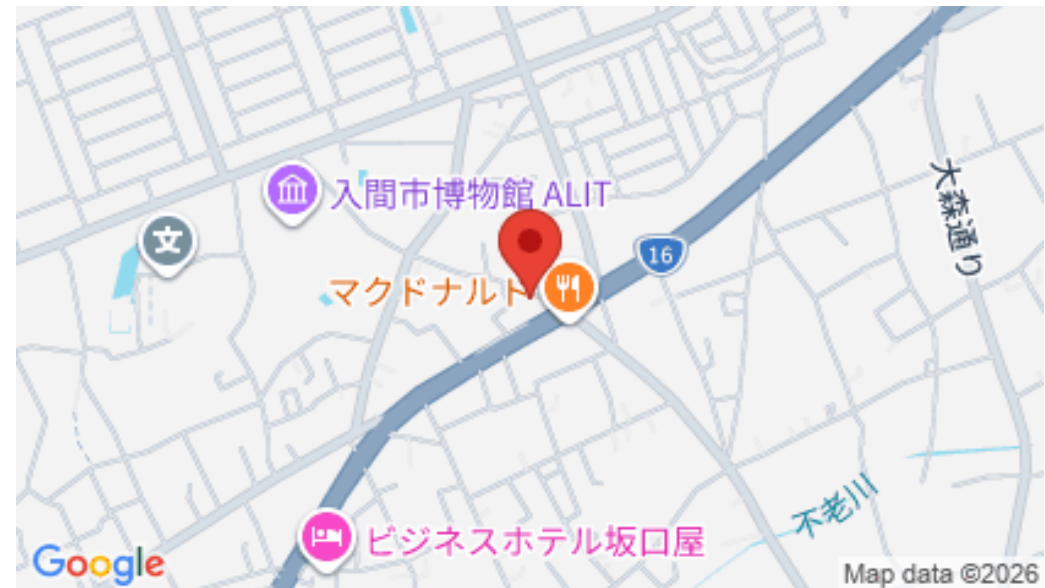 大森通り
入間市博物館 ALIT
文
16
マクドナルド
不老川
ビジネスホテル坂口屋
Google
Map data ©2026